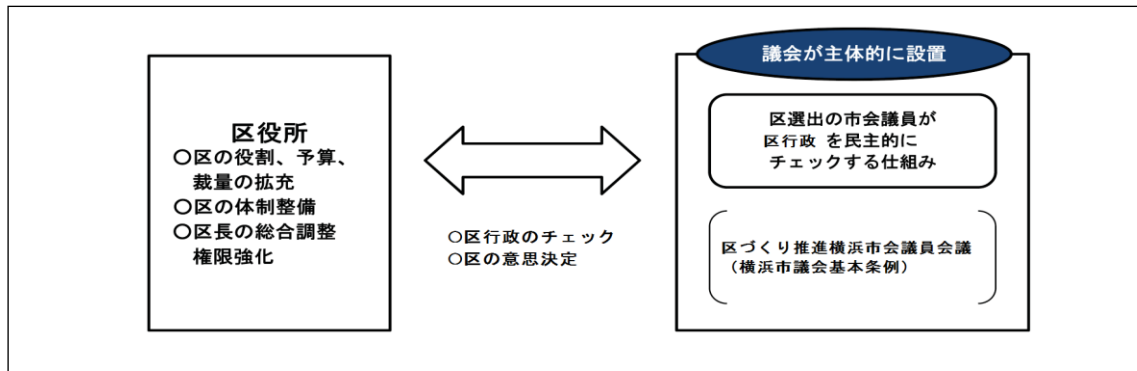 区役所
○区の役割、予算、
裁量の拡充
○区の体制整備
○区長の総合調整
権限強化
○区行政のチェック
○区の意思決定
議会が主体的に設置
区選出の市会議員が
区行政 を民主的に
チェックする仕組み
区づくり推進横浜市会議員会議
（横浜市議会基本条例）